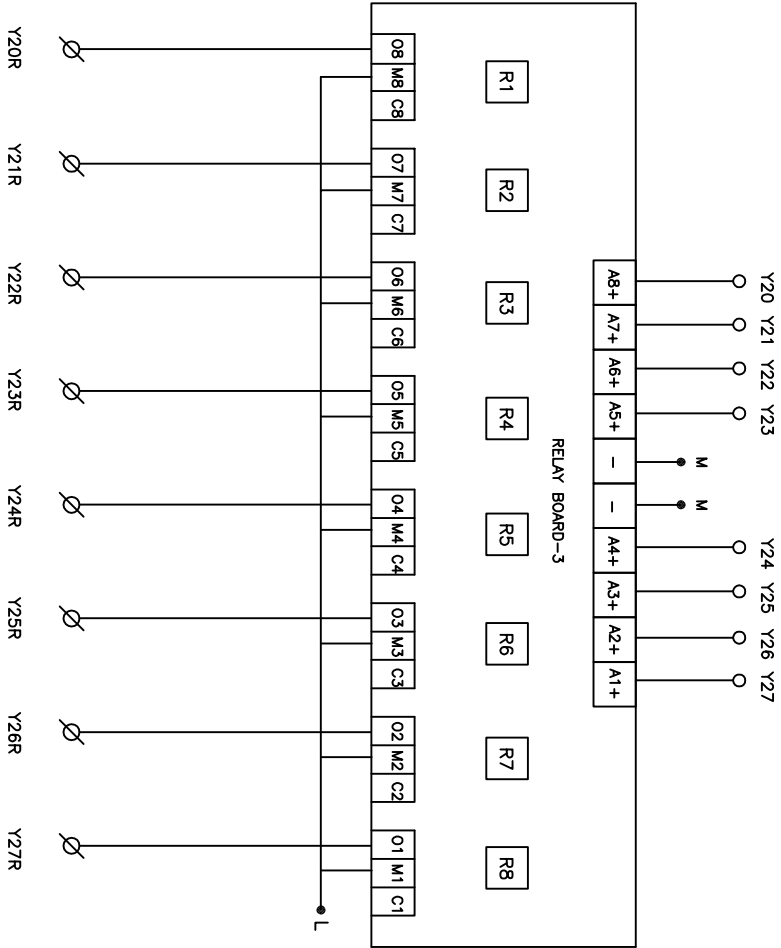 Y20 Y21 Y22 Y23 Y24 Y25 Y26 Y27
M M
A8+ A7+ A6+ A5+ - - A4+ A3+ A2+ A1+
RELAY BOARD-3
R1 R2 R3 R4 R5 R6 R7 R8
O8 M8 C8 O7 M7 C7 O6 M6 C6 O5 M5 C5 O4 M4 C4 O3 M3 C3 O2 M2 C2 O1 M1 C1
L
Y20R Y21R Y22R Y23R Y24R Y25R Y26R Y27R